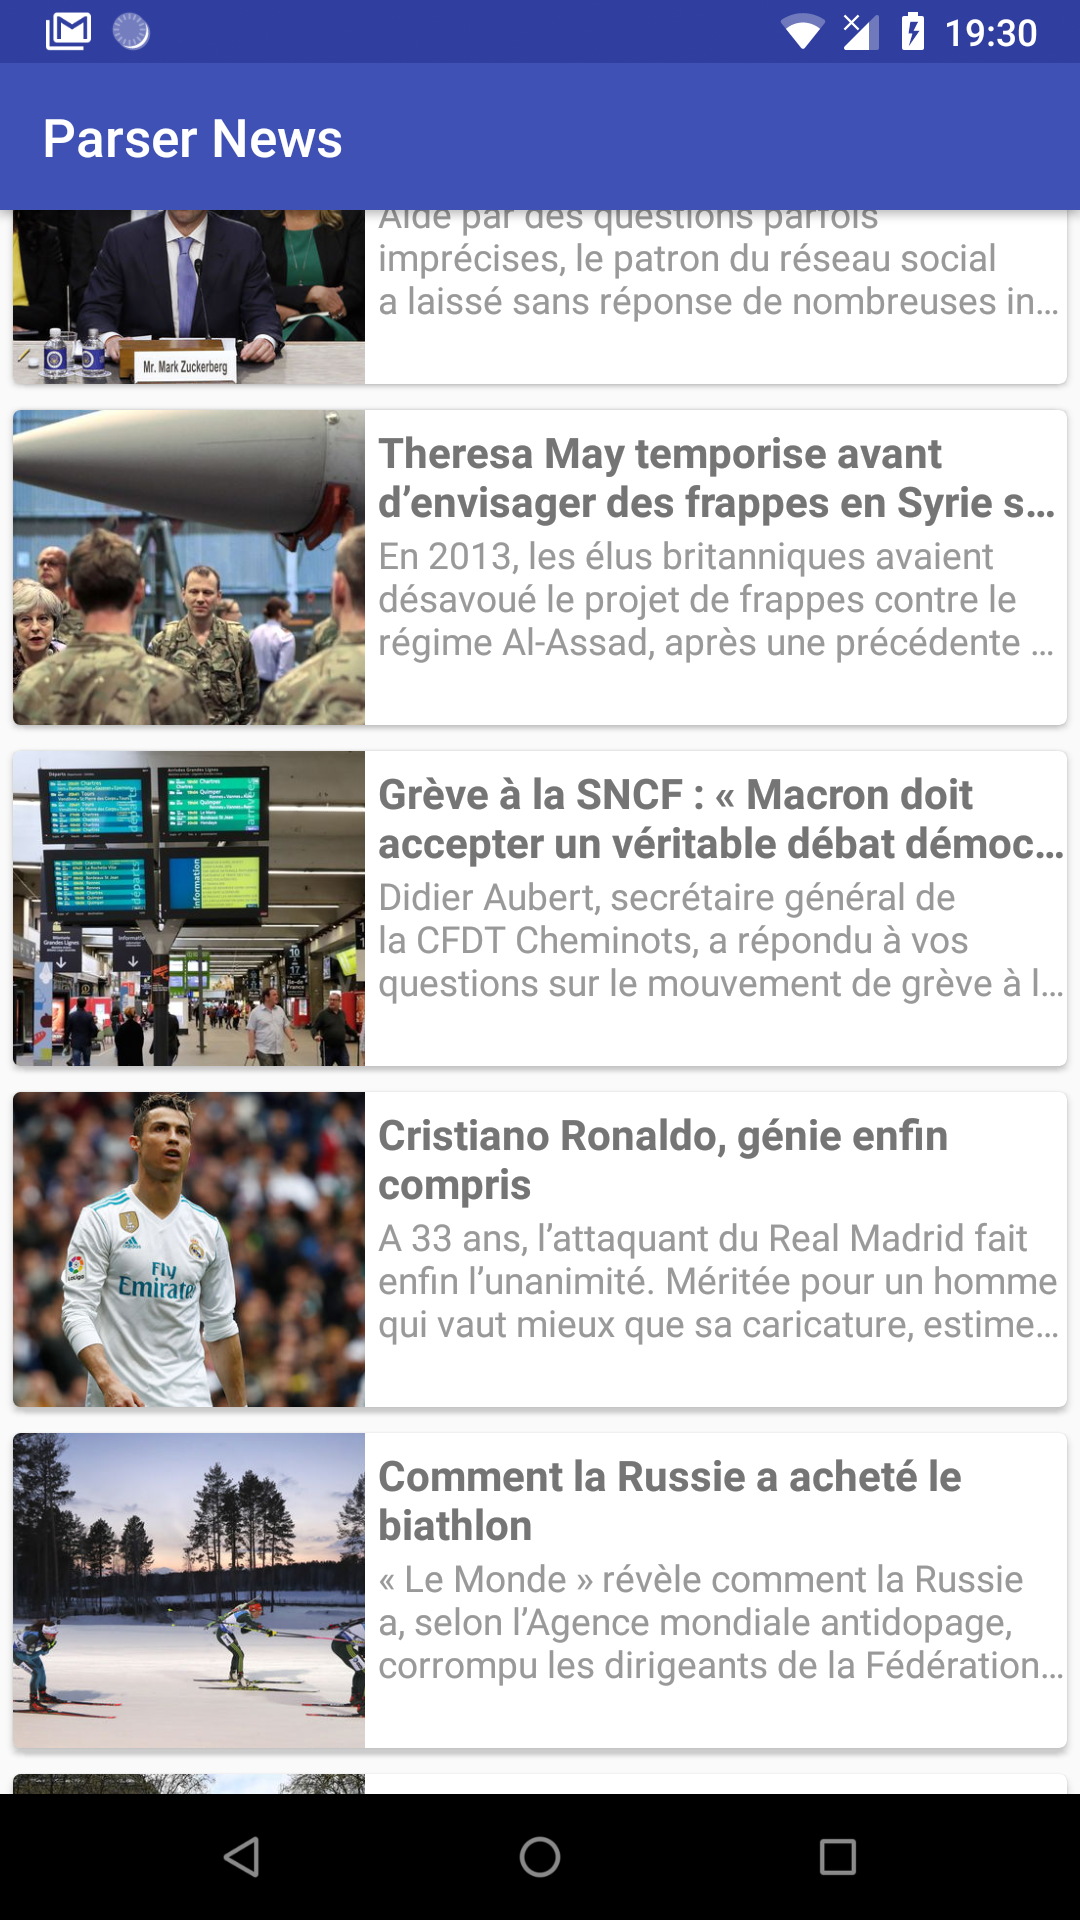 19:30
Parser News
Aidé par des questions parfois
imprécises, le patron du réseau social
a laissé sans réponse de nombreuses in…
Mr. Mark Zuckerberg
Theresa May temporise avant
d’envisager des frappes en Syrie s…
En 2013, les élus britanniques avaient
désavoué le projet de frappes contre le
régime Al-Assad, après une précédente …
Grève à la SNCF : « Macron doit
accepter un véritable débat démoc…
Didier Aubert, secrétaire général de
la CFDT Cheminots, a répondu à vos
questions sur le mouvement de grève à l…
Cristiano Ronaldo, génie enfin
compris
A 33 ans, l’attaquant du Real Madrid fait
enfin l’unanimité. Méritée pour un homme
qui vaut mieux que sa caricature, estime…
Fly
Emirate
Comment la Russie a acheté le
biathlon
« Le Monde » révèle comment la Russie
a, selon l’Agence mondiale antidopage,
corrompu les dirigeants de la Fédération…